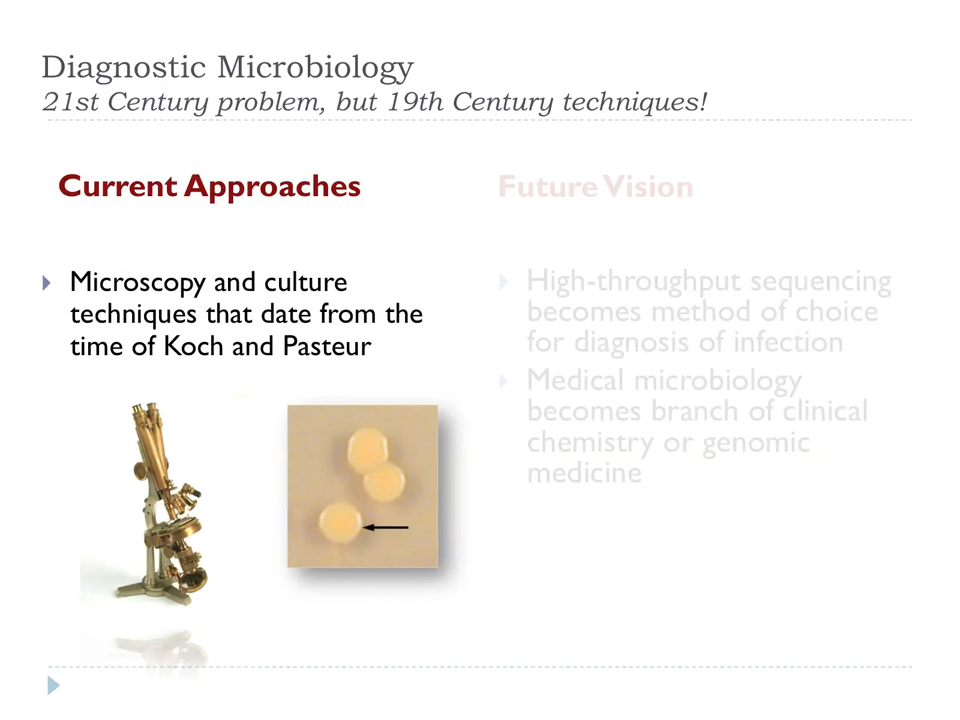 Diagnostic Microbiology
21st Century problem, but 19th Century techniques!
Current Approaches
Microscopy and culture
techniques that date from the
time of Koch and Pasteur
Future Vision
High-throughput sequencing
becomes method of choice
for diagnosis of infection
Medical microbiology
becomes branch of clinical
chemistry or genomic
medicine